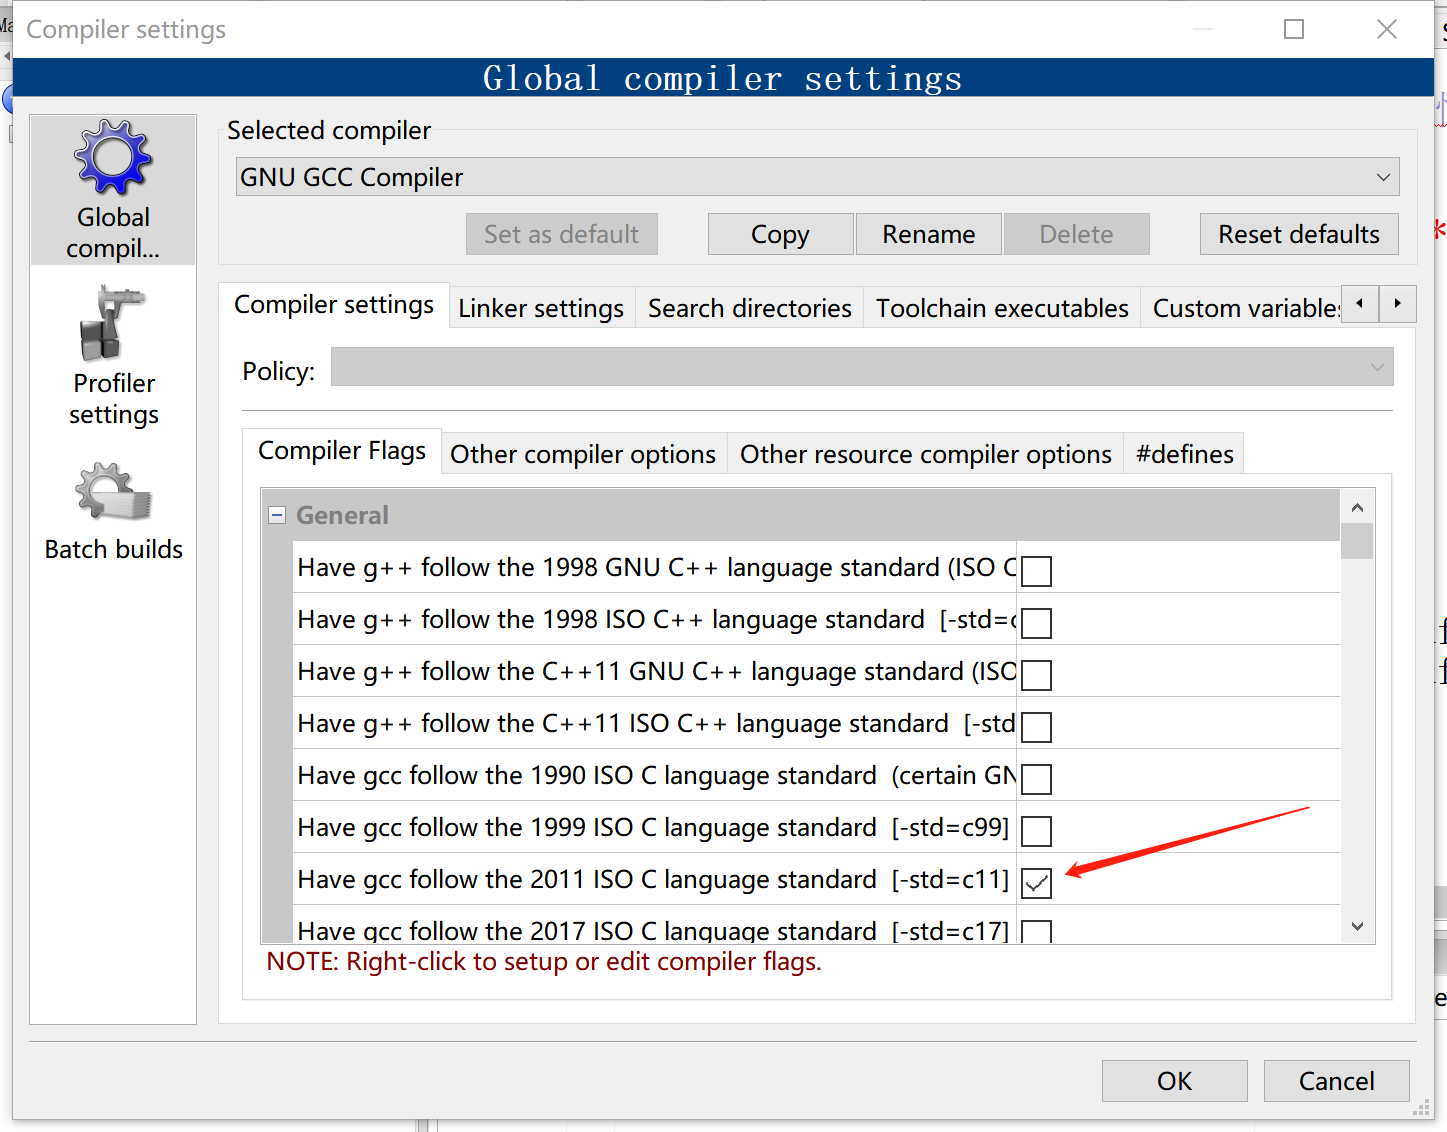 Compiler settings
Global compiler settings
Global
compil...
Profiler
settings
Batch builds
Selected compiler
GNU GCC Compiler
Set as default
Copy
Rename
Delete
Reset defaults
Compiler settings
Linker settings
Search directories
Toolchain executables
Custom variable
Policy:
Compiler Flags
Other compiler options
Other resource compiler options
#defines
General
Have g++ follow the 1998 GNU C++ language standard (ISO C
Have g++ follow the 1998 ISO C++ language standard [-std=c
Have g++ follow the C++11 GNU C++ language standard (ISO
Have g++ follow the C++11 ISO C++ language standard [-std
Have gcc follow the 1990 ISO C language standard (certain GN
Have gcc follow the 1999 ISO C language standard [-std=c99]
Have gcc follow the 2011 ISO C language standard [-std=c11]
Have gcc follow the 2017 ISO C language standard [-std=c17]
NOTE: Right-click to setup or edit compiler flags.
OK
Cancel